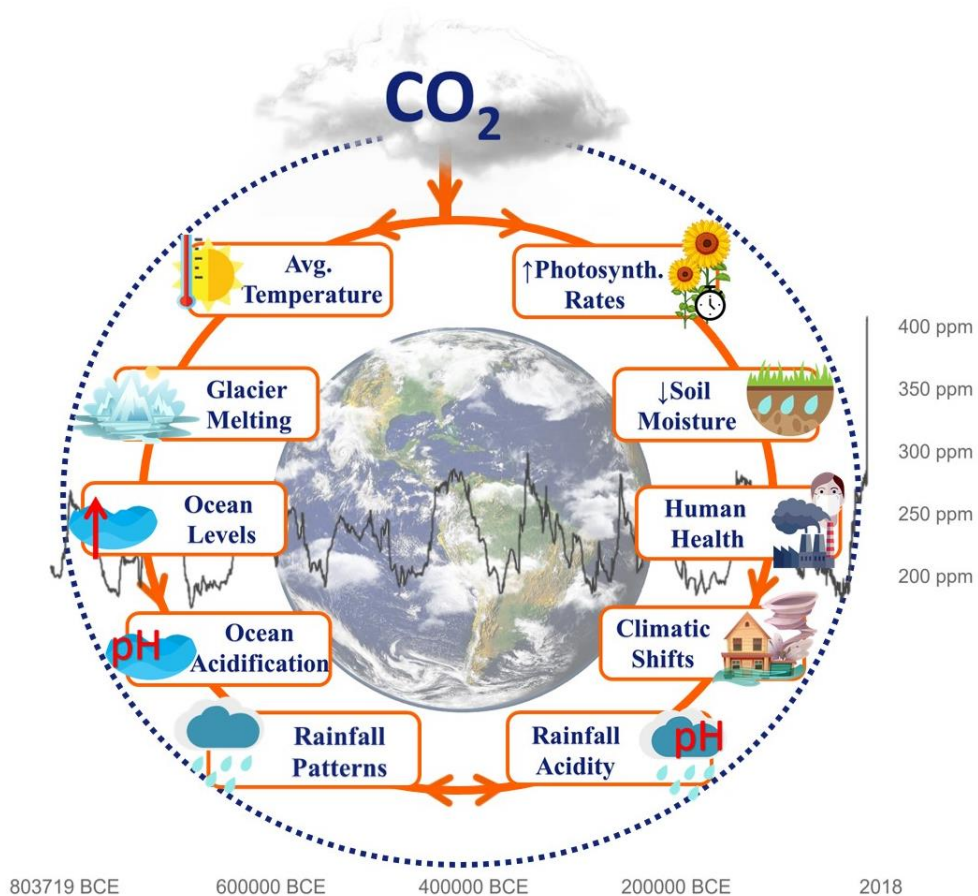 CO₂
Avg.
Temperature
↑Photosynth.
Rates
Glacier
Melting
↓Soil
Moisture
Ocean
Levels
Human
Health
pH
Ocean
Acidification
Climatic
Shifts
Rainfall
Patterns
Rainfall
Acidity
pH
400 ppm
350 ppm
300 ppm
250 ppm
200 ppm
803719 BCE
600000 BCE
400000 BCE
200000 BCE
2018